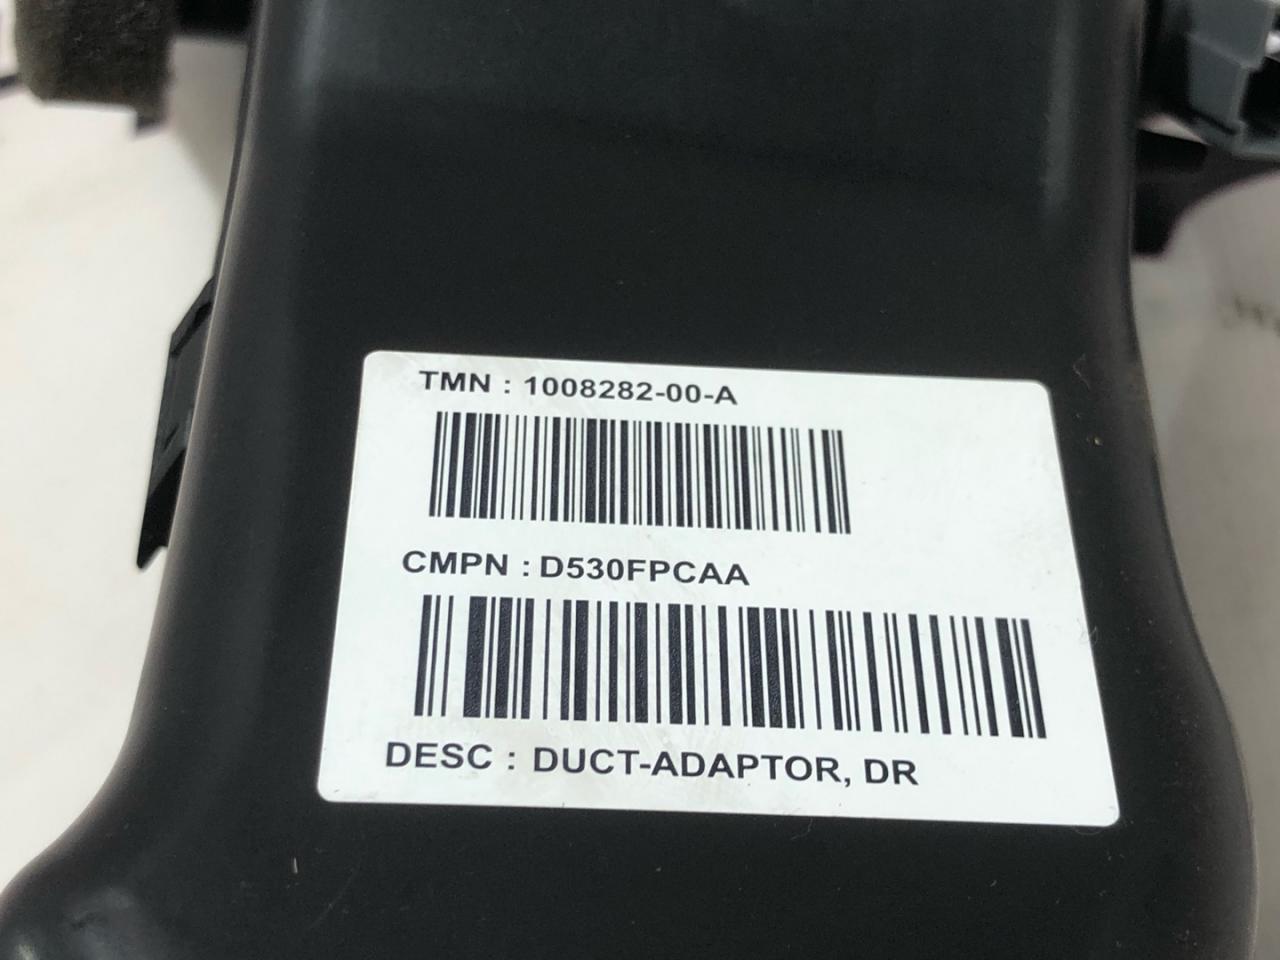 TMN : 1008282-00-A
CMPN : D530FPCAA
DESC : DUCT-ADAPTOR, DR